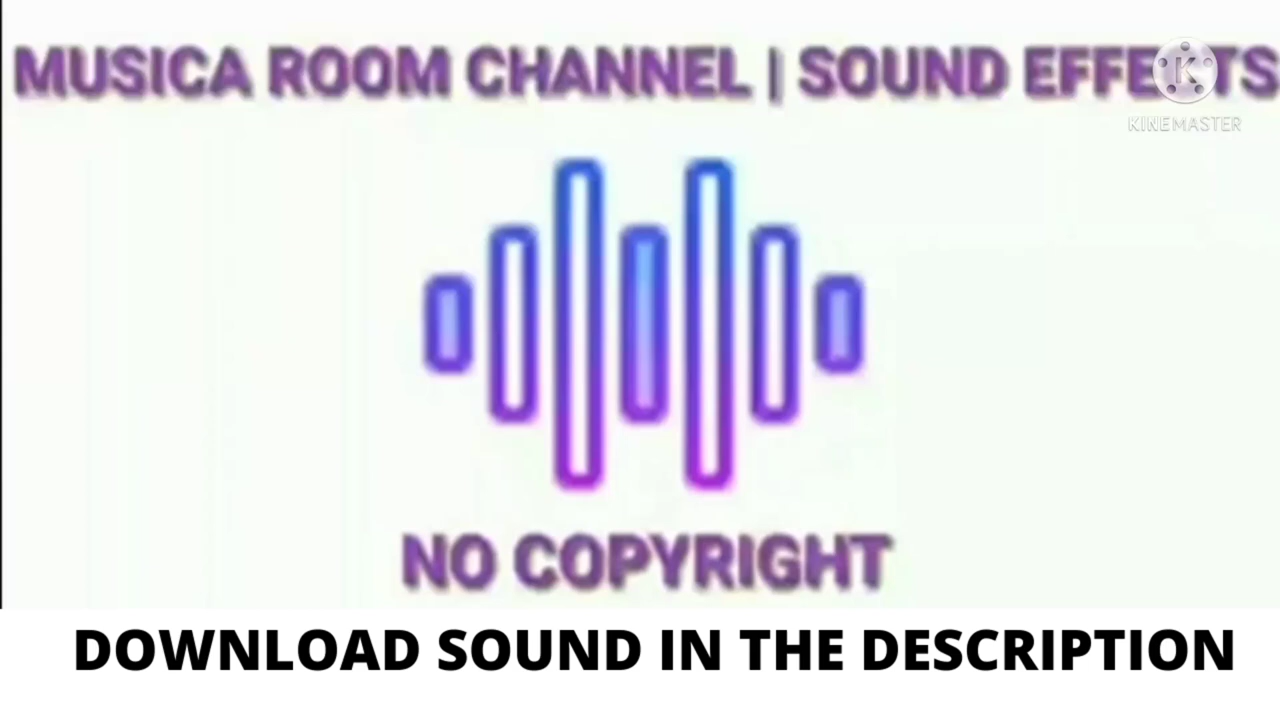 MUSICA ROOM CHANNEL | SOUND EFFECTS
K
KINEMASTER
NO COPYRIGHT
DOWNLOAD SOUND IN THE DESCRIPTION